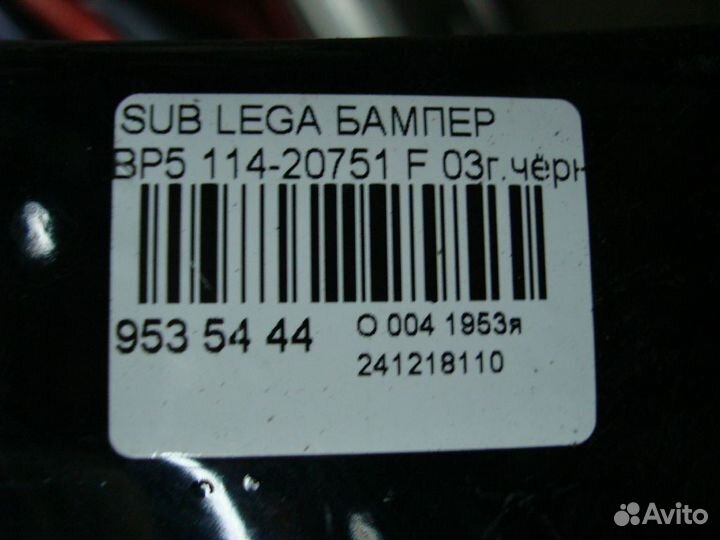 SUB LEGA БАМПЕР
BP5 114-20751 F 03г.чёрн
953 54 44
О 004 1953я
241218110
Avito